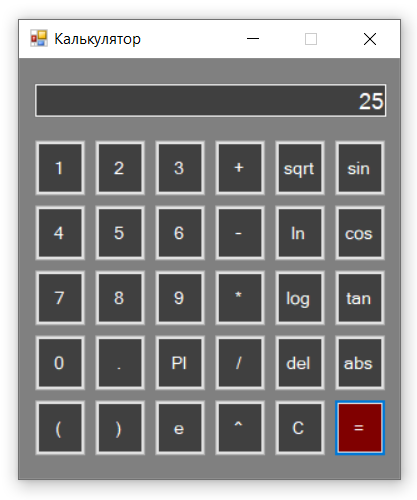 Калькулятор
25
1 2 3 + sqrt sin
4 5 6 - ln cos
7 8 9 * log tan
0 . PI / del abs
( ) e ^ C =